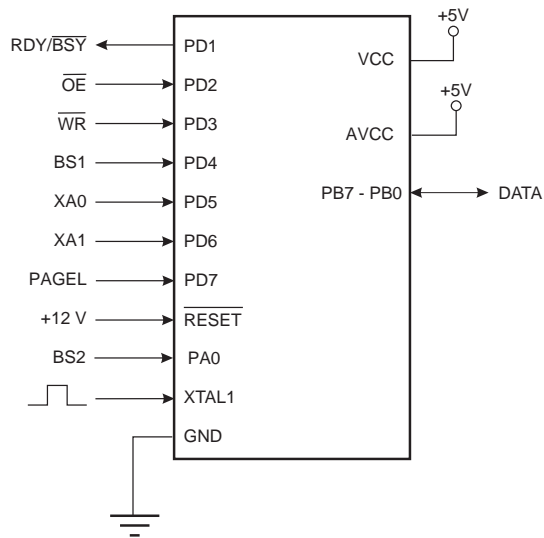 +5V
RDY/BSY PD1 VCC
+5V
OE PD2
WR PD3 AVCC
BS1 PD4
XA0 PD5 PB7 - PB0 DATA
XA1 PD6
PAGEL PD7
+12 V RESET
BS2 PA0
XTAL1
GND